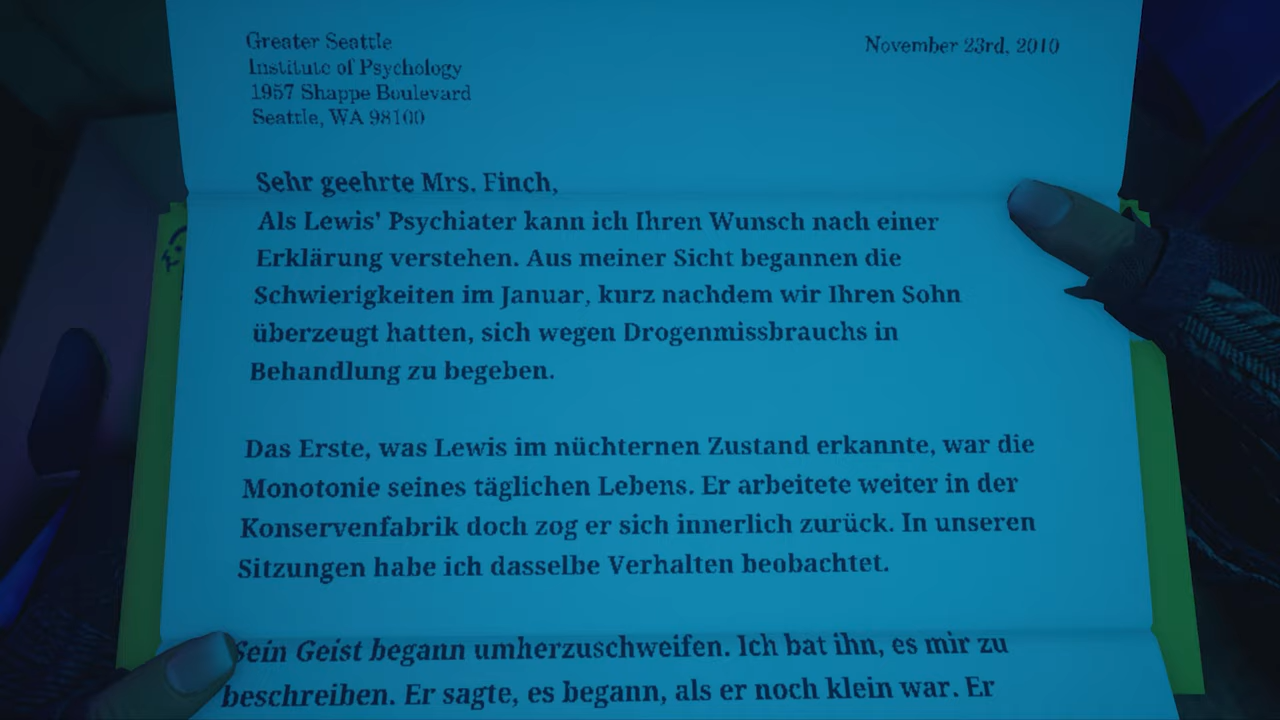 Greater Seattle
Institute of Psychology
1957 Shappe Boulevard
Seattle, WA 98100
November 23rd, 2010
Sehr geehrte Mrs. Finch,
Als Lewis' Psychiater kann ich Ihren Wunsch nach einer
Erklärung verstehen. Aus meiner Sicht begannen die
Schwierigkeiten im Januar, kurz nachdem wir Ihren Sohn
überzeugt hatten, sich wegen Drogenmissbrauchs in
Behandlung zu begeben.
Das Erste, was Lewis im nüchternen Zustand erkannte, war die
Monotonie seines täglichen Lebens. Er arbeitete weiter in der
Konservenfabrik doch zog er sich innerlich zurück. In unseren
Sitzungen habe ich dasselbe Verhalten beobachtet.
Sein Geist begann umherzuschweifen. Ich bat ihn, es mir zu
beschreiben. Er sagte, es begann, als er noch klein war. Er